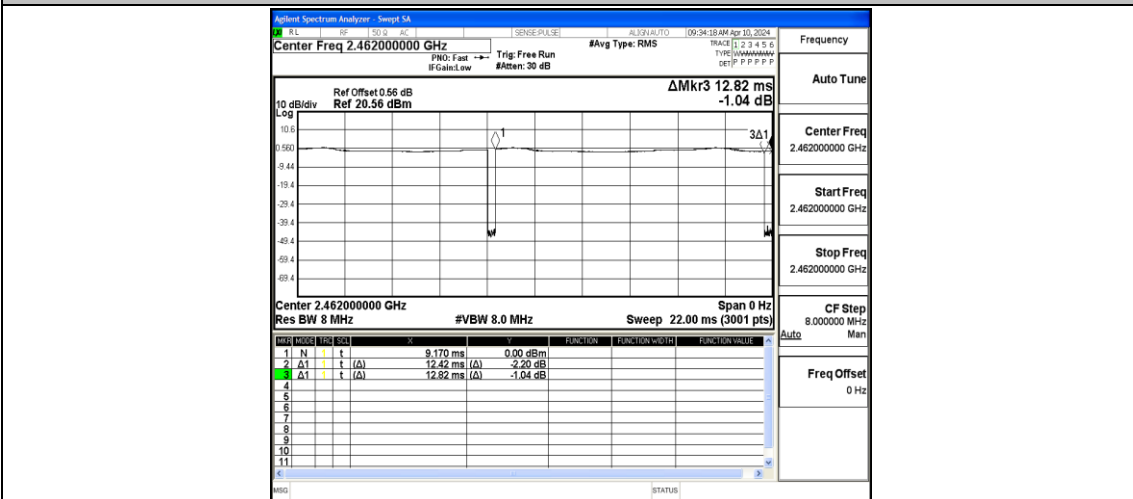 Agilent Spectrum Analyzer - Swept SA
RL RF 50 Ω AC SENSE:PULSE ALIGNAUTO 09:34:18 AM Apr 10, 2024
Center Freq 2.462000000 GHz #Avg Type: RMS TRACE 1 2 3 4 5 6
PNO: Fast Trig: Free Run TYPE
IFGain:Low #Atten: 30 dB DET P P P P P P
Frequency
Auto Tune
ΔMkr3 12.82 ms
-1.04 dB
Ref Offset 0.56 dB
10 dB/div Ref 20.56 dBm
Log
10.6
0.560
-9.44
-19.4
-29.4
-39.4
-49.4
-59.4
-69.4
1
3Δ1
Center 2.462000000 GHz Span 0 Hz
Res BW 8 MHz #VBW 8.0 MHz Sweep 22.00 ms (3001 pts)
MKR MODE TRC SCL X Y FUNCTION FUNCTION WIDTH FUNCTION VALUE
1 N 1 t 9.170 ms 0.00 dBm
2 Δ1 1 t (Δ) 12.42 ms (Δ) -2.20 dB
3 Δ1 1 t (Δ) 12.82 ms (Δ) -1.04 dB
4
5
6
7
8
9
10
11
Center Freq
2.462000000 GHz
Start Freq
2.462000000 GHz
Stop Freq
2.462000000 GHz
CF Step
8.000000 MHz
Auto Man
Freq Offset
0 Hz
MSG STATUS